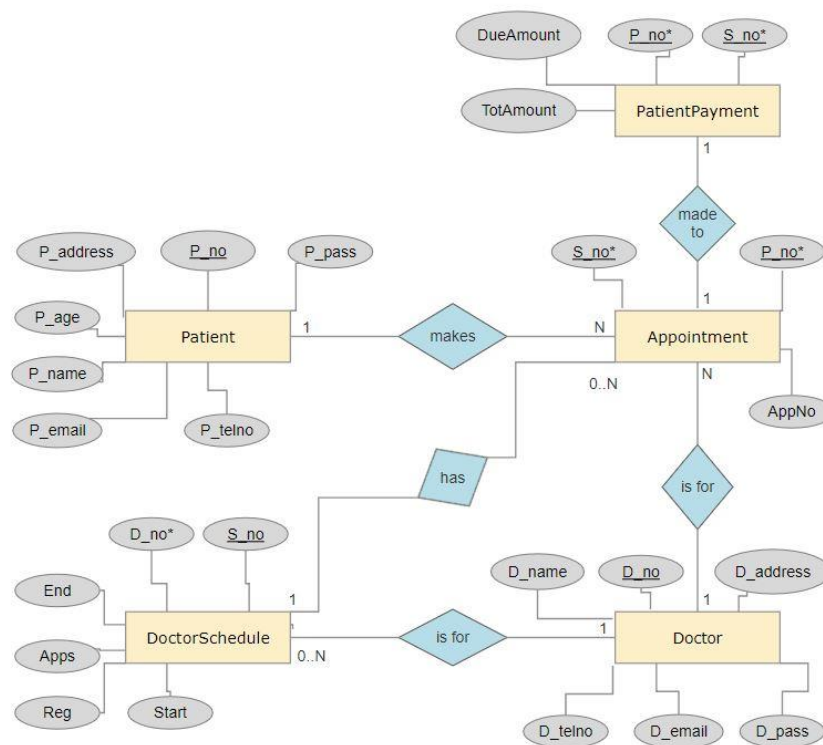 DueAmount
P_no*
S_no*
TotAmount
PatientPayment
1
made
to
P_address
P_no
P_pass
S_no*
P_no*
1
P_age
Patient
1
makes
N
Appointment
P_name
0..N
N
P_email
P_telno
AppNo
has
is for
D_no*
S_no
D_name
D_no
D_address
End
1
1
DoctorSchedule
is for
1
Doctor
Apps
0..N
Reg
Start
D_telno
D_email
D_pass